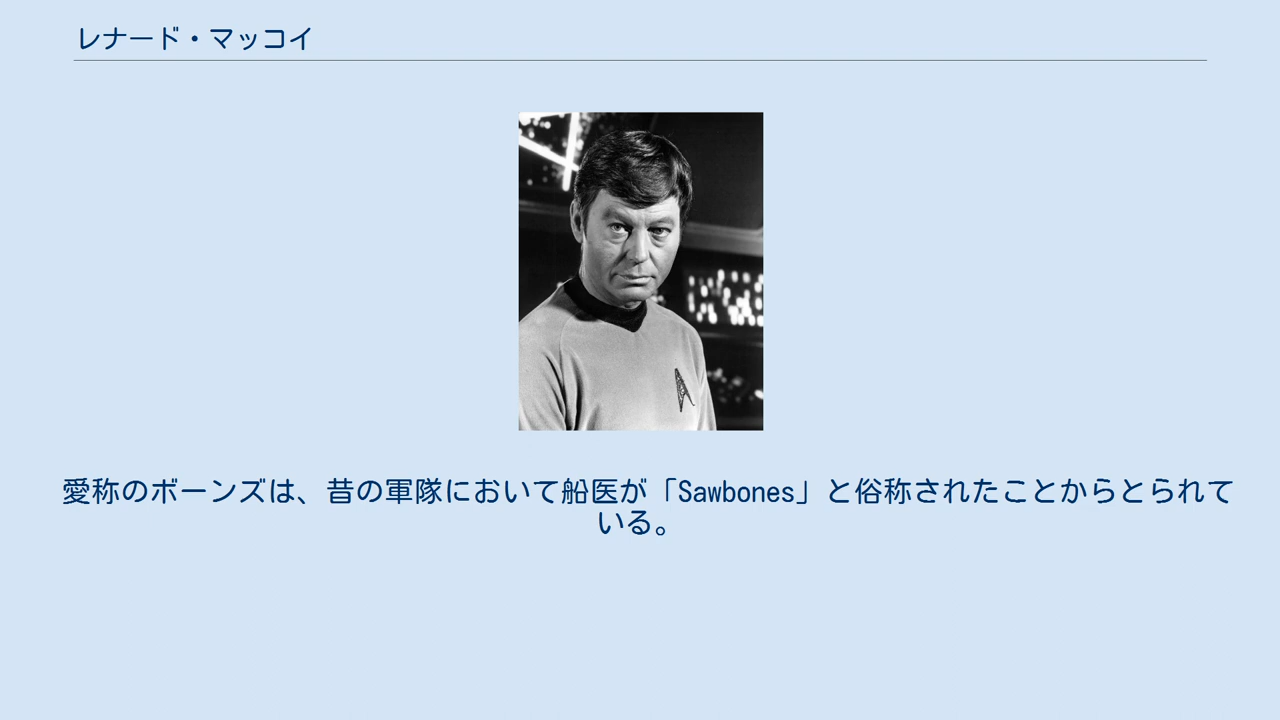 レナード・マッコイ
愛称のボーンズは、昔の軍隊において船医が「Sawbones」と俗称されたことからとられて
いる。